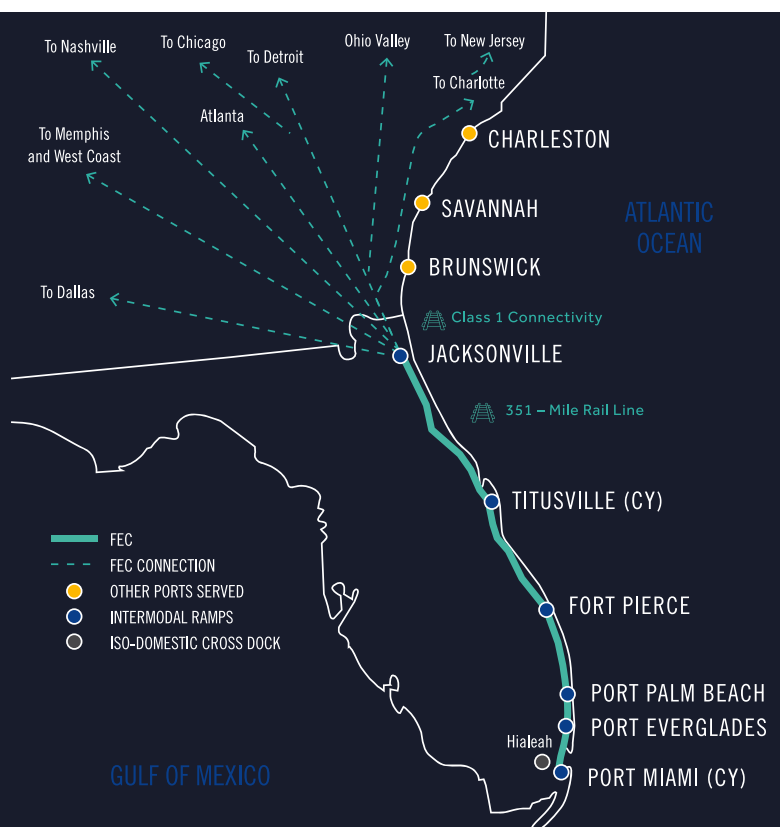 To Nashville
To Chicago
To Detroit
Ohio Valley
To New Jersey
To Charlotte
Atlanta
To Memphis
and West Coast
To Dallas
CHARLESTON
SAVANNAH
BRUNSWICK
ATLANTIC
OCEAN
Class 1 Connectivity
JACKSONVILLE
351 – Mile Rail Line
TITUSVILLE (CY)
FORT PIERCE
PORT PALM BEACH
PORT EVERGLADES
Hialeah
PORT MIAMI (CY)
FEC
FEC CONNECTION
OTHER PORTS SERVED
INTERMODAL RAMPS
ISO-DOMESTIC CROSS DOCK
GULF OF MEXICO